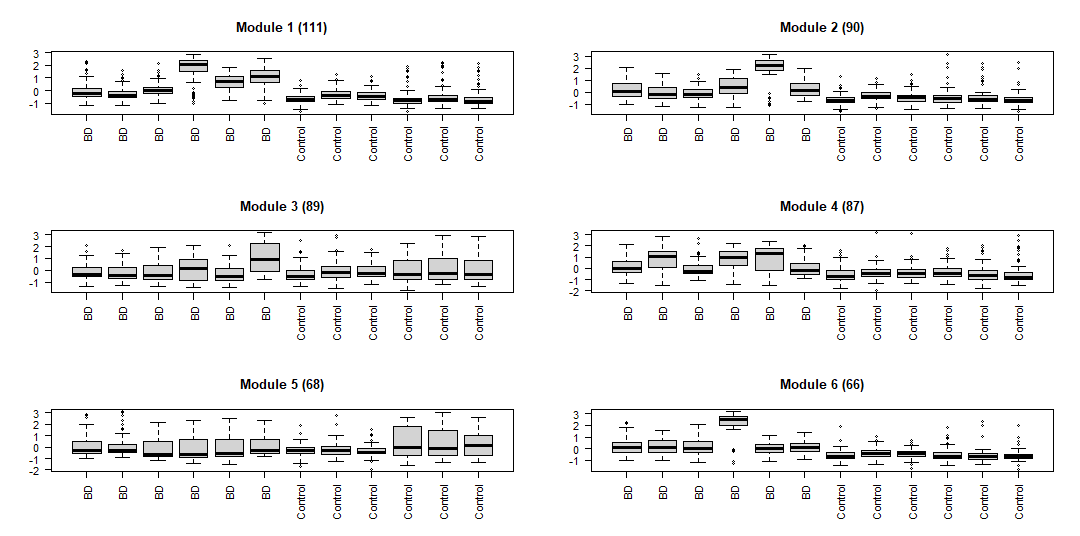 Module 1 (111)
3
2
1
0
-1
BD
BD
BD
BD
BD
BD
Control
Control
Control
Control
Control
Control
Module 2 (90)
3
2
1
0
-1
BD
BD
BD
BD
BD
BD
Control
Control
Control
Control
Control
Control
Module 3 (89)
3
2
1
0
-1
BD
BD
BD
BD
BD
BD
Control
Control
Control
Control
Control
Control
Module 4 (87)
3
2
1
0
-1
-2
BD
BD
BD
BD
BD
BD
Control
Control
Control
Control
Control
Control
Module 5 (68)
3
2
1
0
-1
-2
BD
BD
BD
BD
BD
BD
Control
Control
Control
Control
Control
Control
Module 6 (66)
3
2
1
0
-1
BD
BD
BD
BD
BD
BD
Control
Control
Control
Control
Control
Control